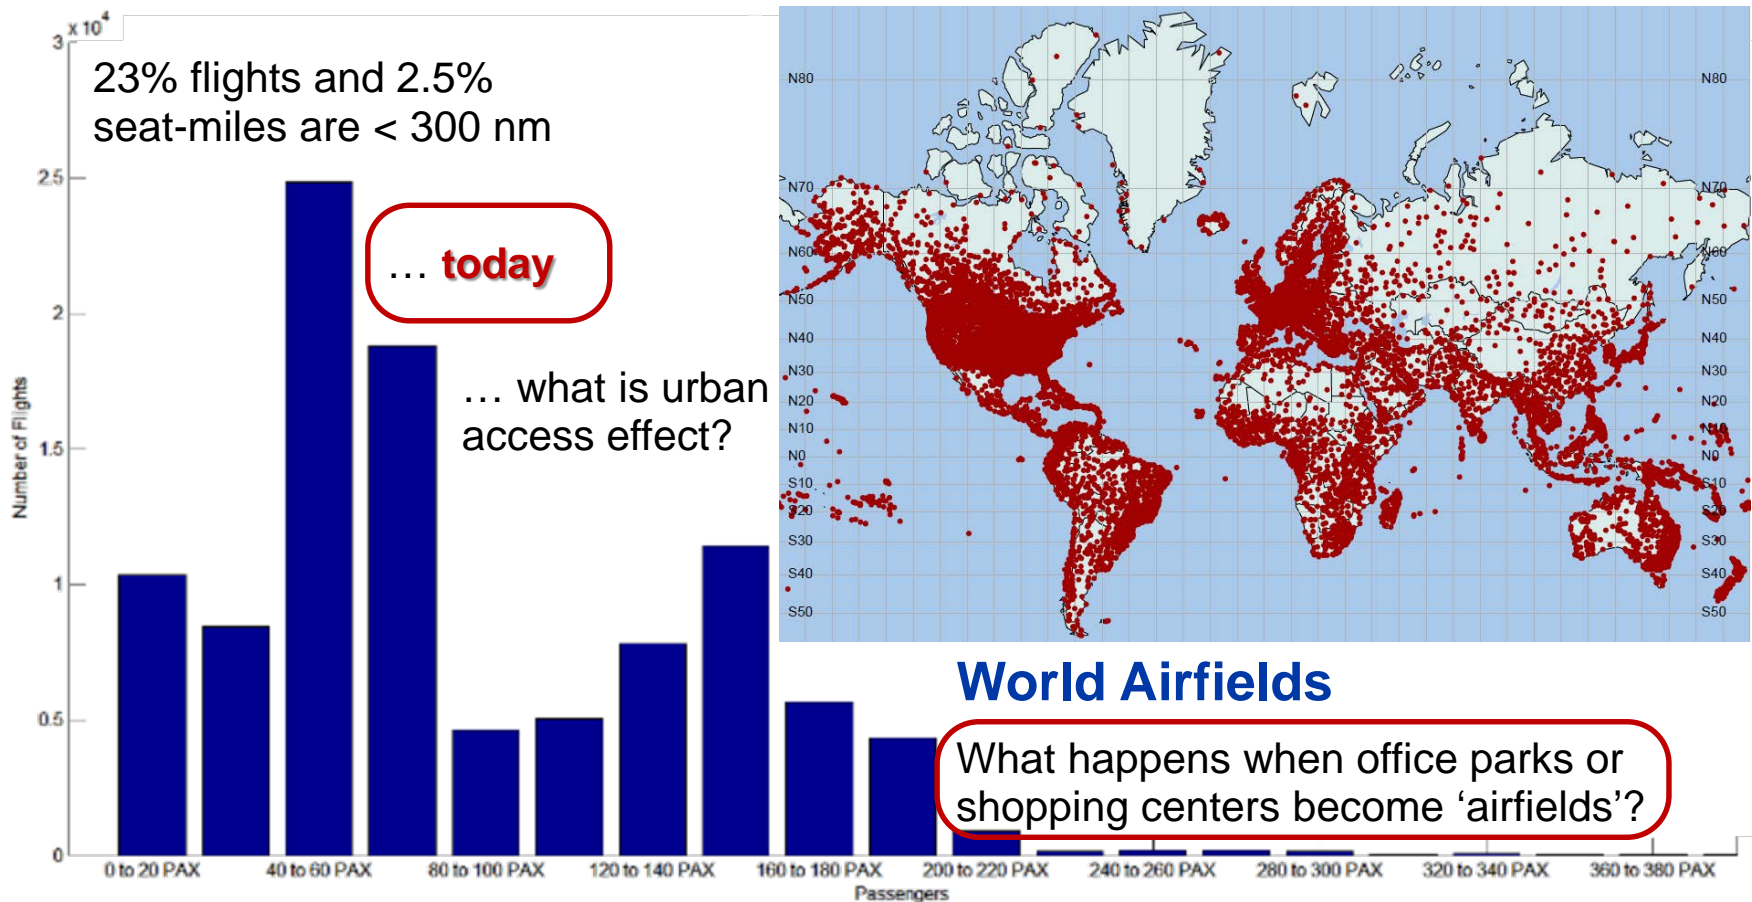 x 10⁴
3
2.5
2
1.5
1
0.5
0
Number of Flights
23% flights and 2.5%
seat-miles are < 300 nm
… today
… what is urban
access effect?
0 to 20 PAX
40 to 60 PAX
80 to 100 PAX
120 to 140 PAX
160 to 180 PAX
200 to 220 PAX
240 to 260 PAX
280 to 300 PAX
320 to 340 PAX
360 to 380 PAX
Passengers
N80
N70
N60
N50
N40
N30
N20
N10
N0
S10
S20
S30
S40
S50
N80
N70
N60
N50
N40
N30
N20
N10
N0
S10
S20
S30
S40
S50
World Airfields
What happens when office parks or
shopping centers become ‘airfields’?